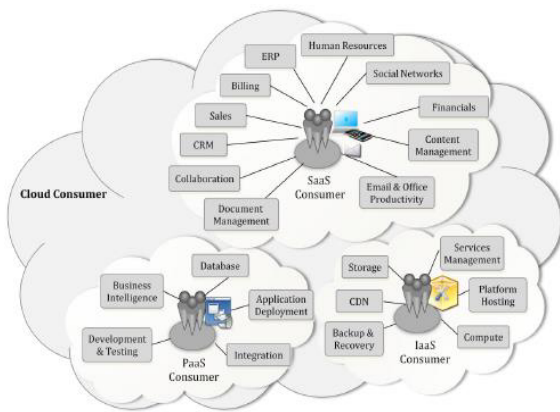 Human Resources
ERP
Social Networks
Billing
Financials
Sales
Content
Management
CRM
SaaS
Consumer
Collaboration
Email & Office
Productivity
Document
Management
Cloud Consumer
Database
Business
Intelligence
Application
Deployment
Development
& Testing
Integration
PaaS
Consumer
Services
Management
Storage
Platform
Hosting
CDN
Backup &
Recovery
Compute
IaaS
Consumer